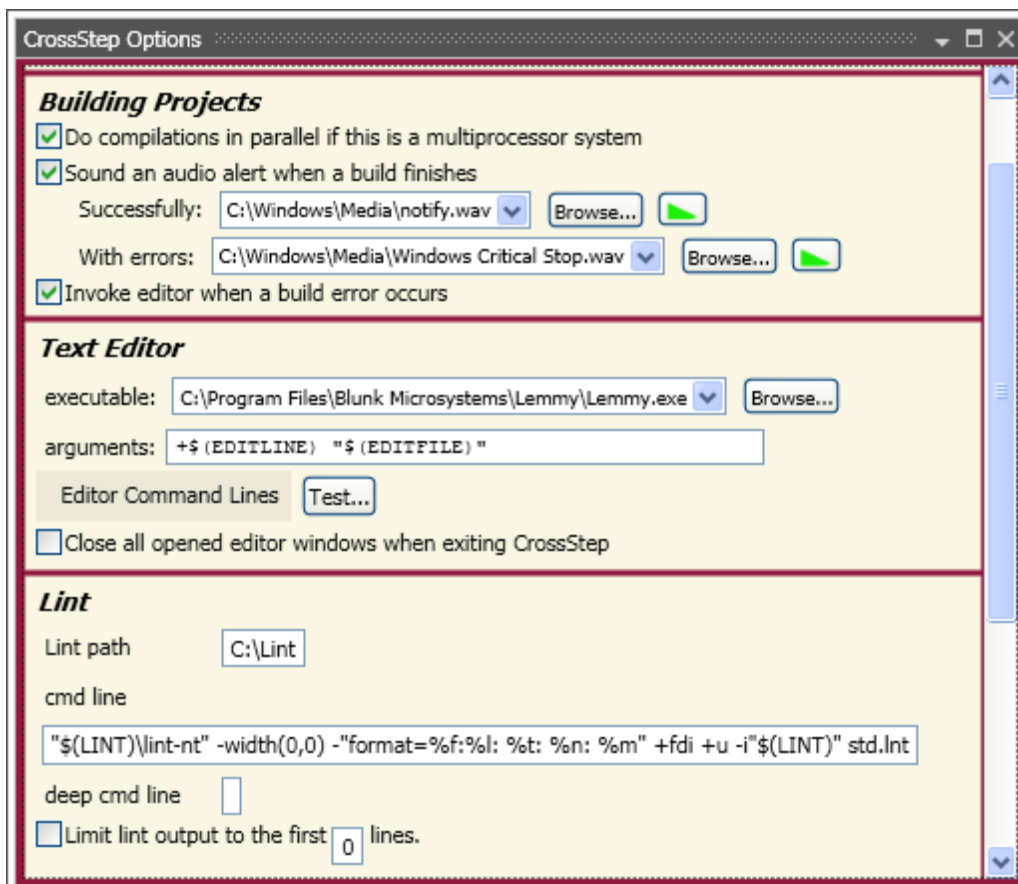 CrossStep Options
Building Projects
Do compilations in parallel if this is a multiprocessor system
Sound an audio alert when a build finishes
Successfully: C:\Windows\Media\notify.wav Browse...
With errors: C:\Windows\Media\Windows Critical Stop.wav Browse...
Invoke editor when a build error occurs
Text Editor
executable: C:\Program Files\Blunk Microsystems\Lemmy\Lemmy.exe Browse...
arguments: +$(EDITLINE) "$(EDITFILE)"
Editor Command Lines Test...
Close all opened editor windows when exiting CrossStep
Lint
Lint path C:\Lint
cmd line
"$(LINT)\lint-nt" -width(0,0) -"format=%f:%l: %t: %n: %m" +fdi +u -i"$(LINT)" std.lnt
deep cmd line
Limit lint output to the first 0 lines.